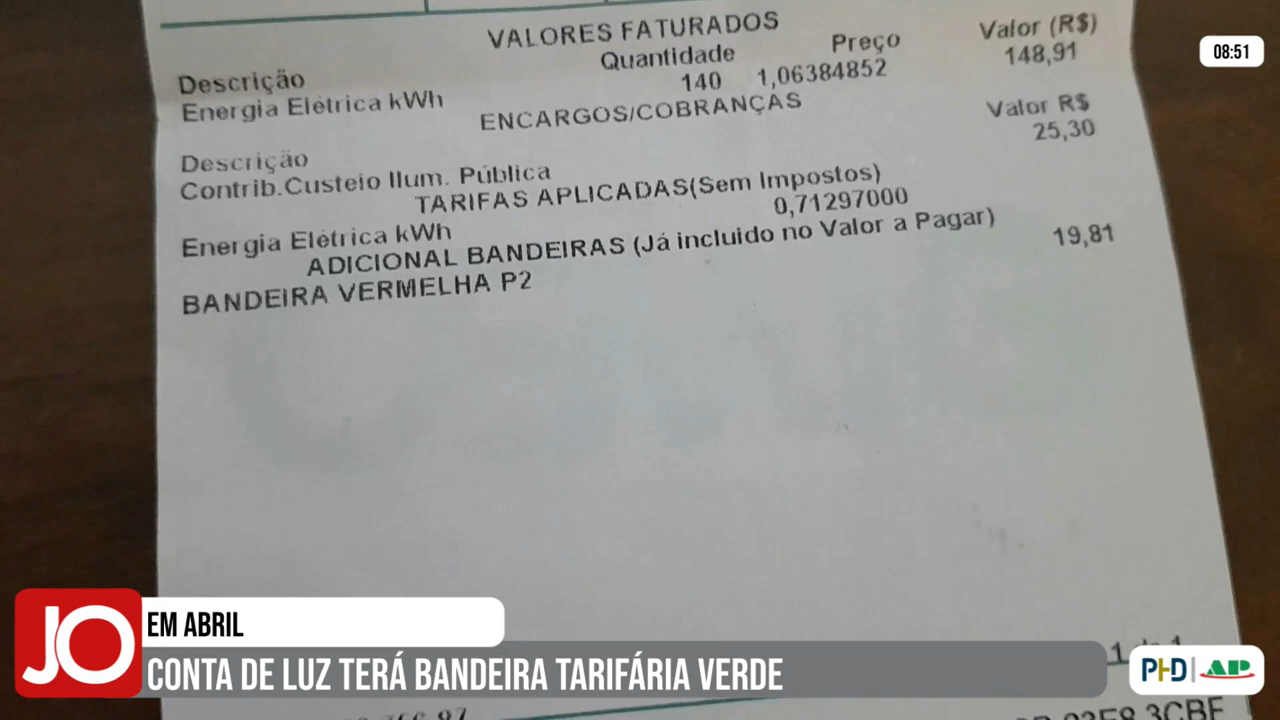 VALORES FATURADOS
Descrição Quantidade Preço Valor (R$)
Energia Elétrica kWh 140 1,06384852 148,91
ENCARGOS/COBRANÇAS
Descrição Valor R$
Contrib.Custeio Ilum. Pública 25,30
TARIFAS APLICADAS(Sem Impostos)
Energia Elétrica kWh 0,71297000
ADICIONAL BANDEIRAS (Já incluido no Valor a Pagar)
BANDEIRA VERMELHA P2 19,81
08:51
JO
EM ABRIL
CONTA DE LUZ TERÁ BANDEIRA TARIFÁRIA VERDE
PHD | AP